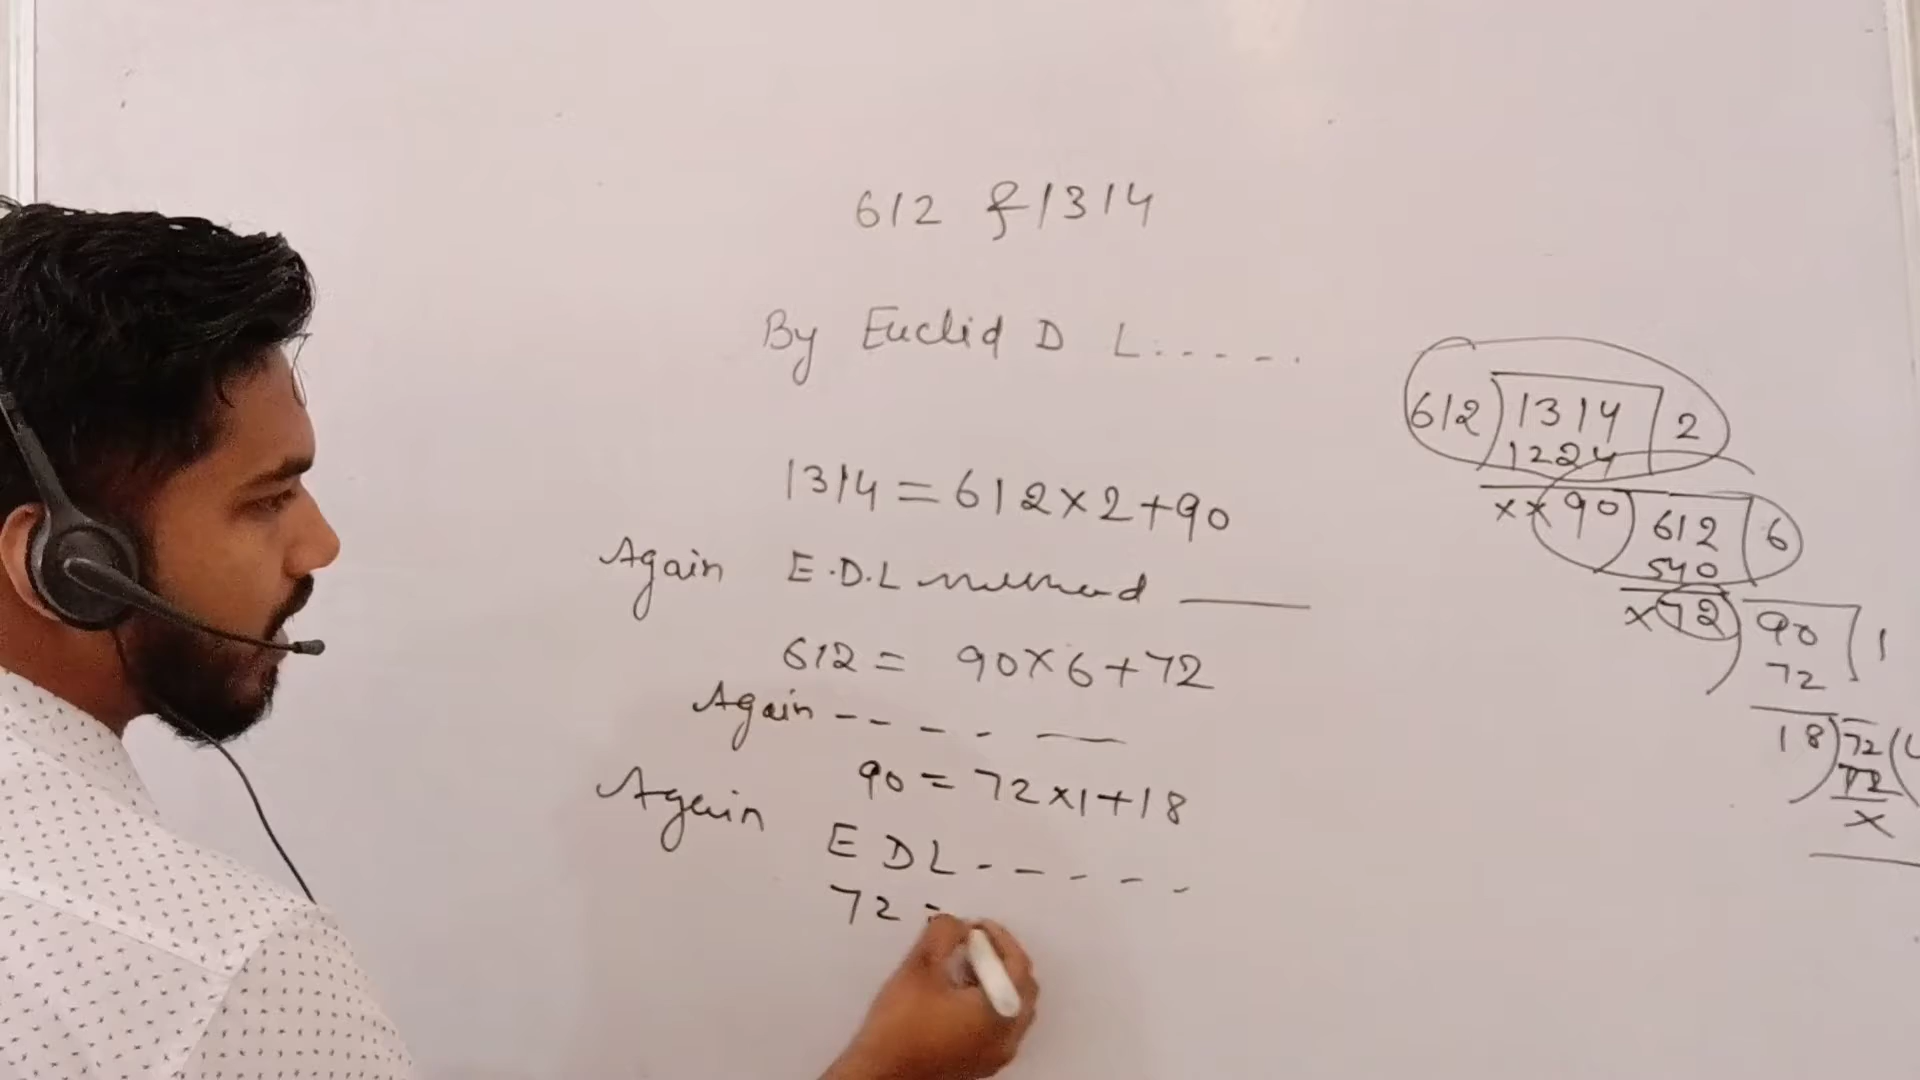 612 & 1314
By Euclid D L.....
1314 = 612×2+90
Again E.D.L method ___
612 = 90×6+72
Again - - - - ___
90 = 72×1+18
Again E D L - - - - -
72 =
612) 1314 ( 2
1224
× × 90) 612 ( 6
540
× 72) 90 ( 1
72
18) 72 (
72
×